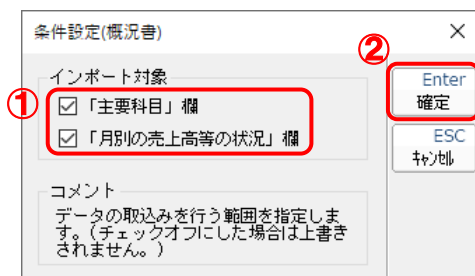 条件設定(概況書)
②
インポート対象
Enter
確定
①
「主要科目」欄
「月別の売上高等の状況」欄
ESC
ｷｬﾝｾﾙ
コメント
データの取込みを行う範囲を指定しま
す。(チェックオフにした場合は上書き
されません。)